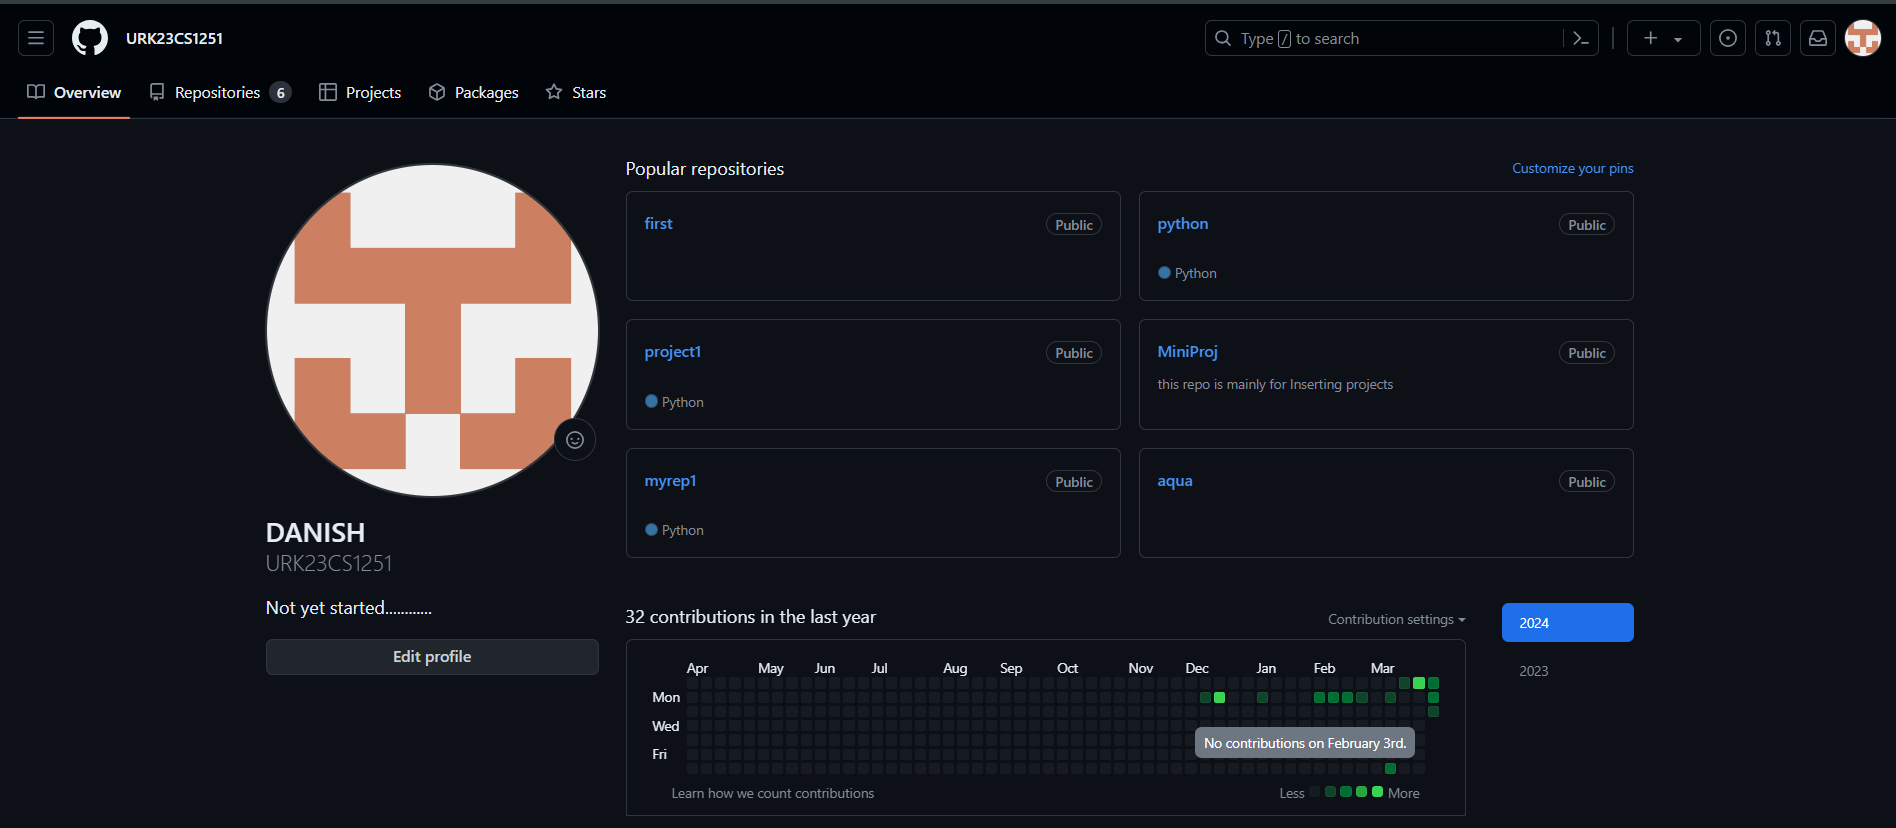 URK23CS1251
Type / to search
Overview
Repositories 6
Projects
Packages
Stars
DANISH
URK23CS1251
Not yet started............
Edit profile
Popular repositories
Customize your pins
first
Public
python
Public
Python
project1
Public
Python
MiniProj
Public
this repo is mainly for Inserting projects
myrep1
Public
Python
aqua
Public
32 contributions in the last year
Contribution settings
2024
2023
Apr May Jun Jul Aug Sep Oct Nov Dec Jan Feb Mar
Mon
Wed
Fri
No contributions on February 3rd.
Learn how we count contributions
Less More